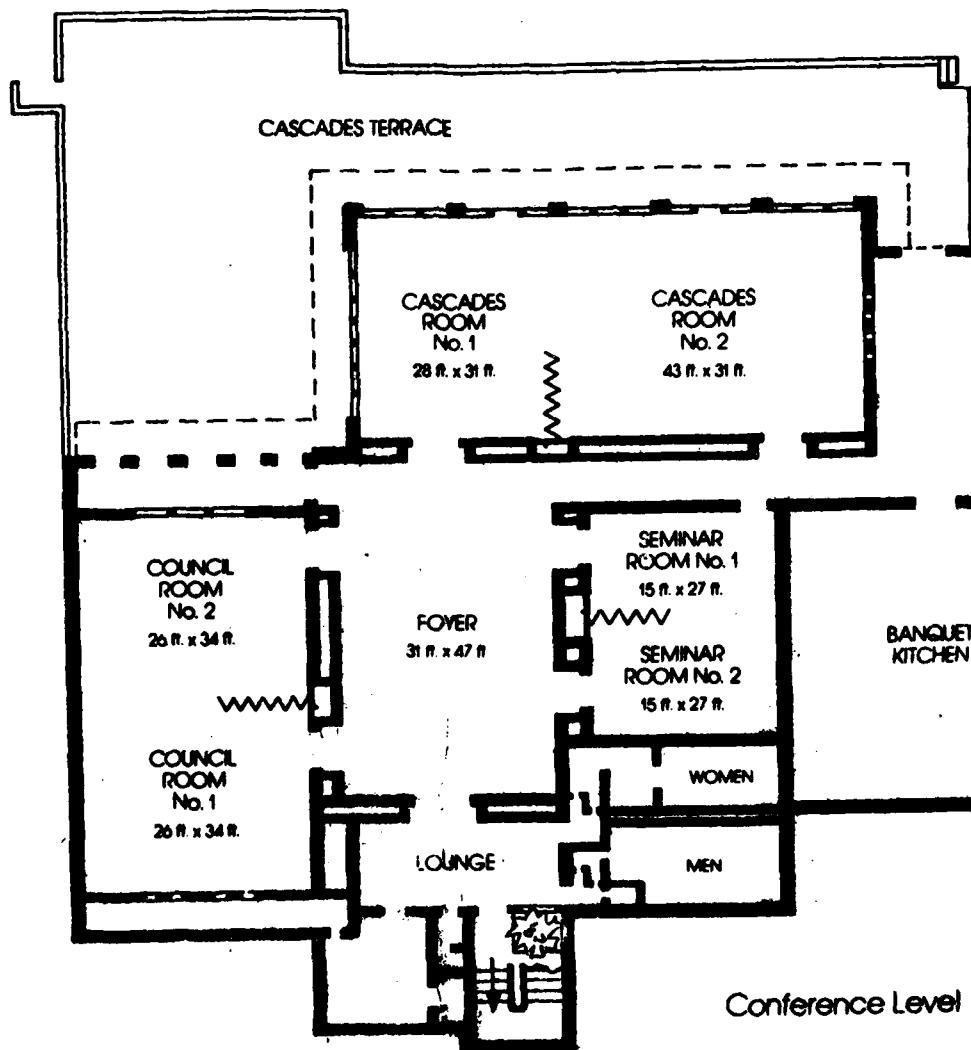 CASCADES TERRACE
CASCADES
ROOM
No. 1
28 ft. x 31 ft.
CASCADES
ROOM
No. 2
43 ft. x 31 ft.
COUNCIL
ROOM
No. 2
26 ft. x 34 ft.
FOYER
31 ft. x 47 ft
SEMINAR
ROOM No. 1
15 ft. x 27 ft.
SEMINAR
ROOM No. 2
15 ft. x 27 ft.
BANQUET
KITCHEN
COUNCIL
ROOM
No. 1
26 ft. x 34 ft.
WOMEN
LOUNGE
MEN
Conference Level